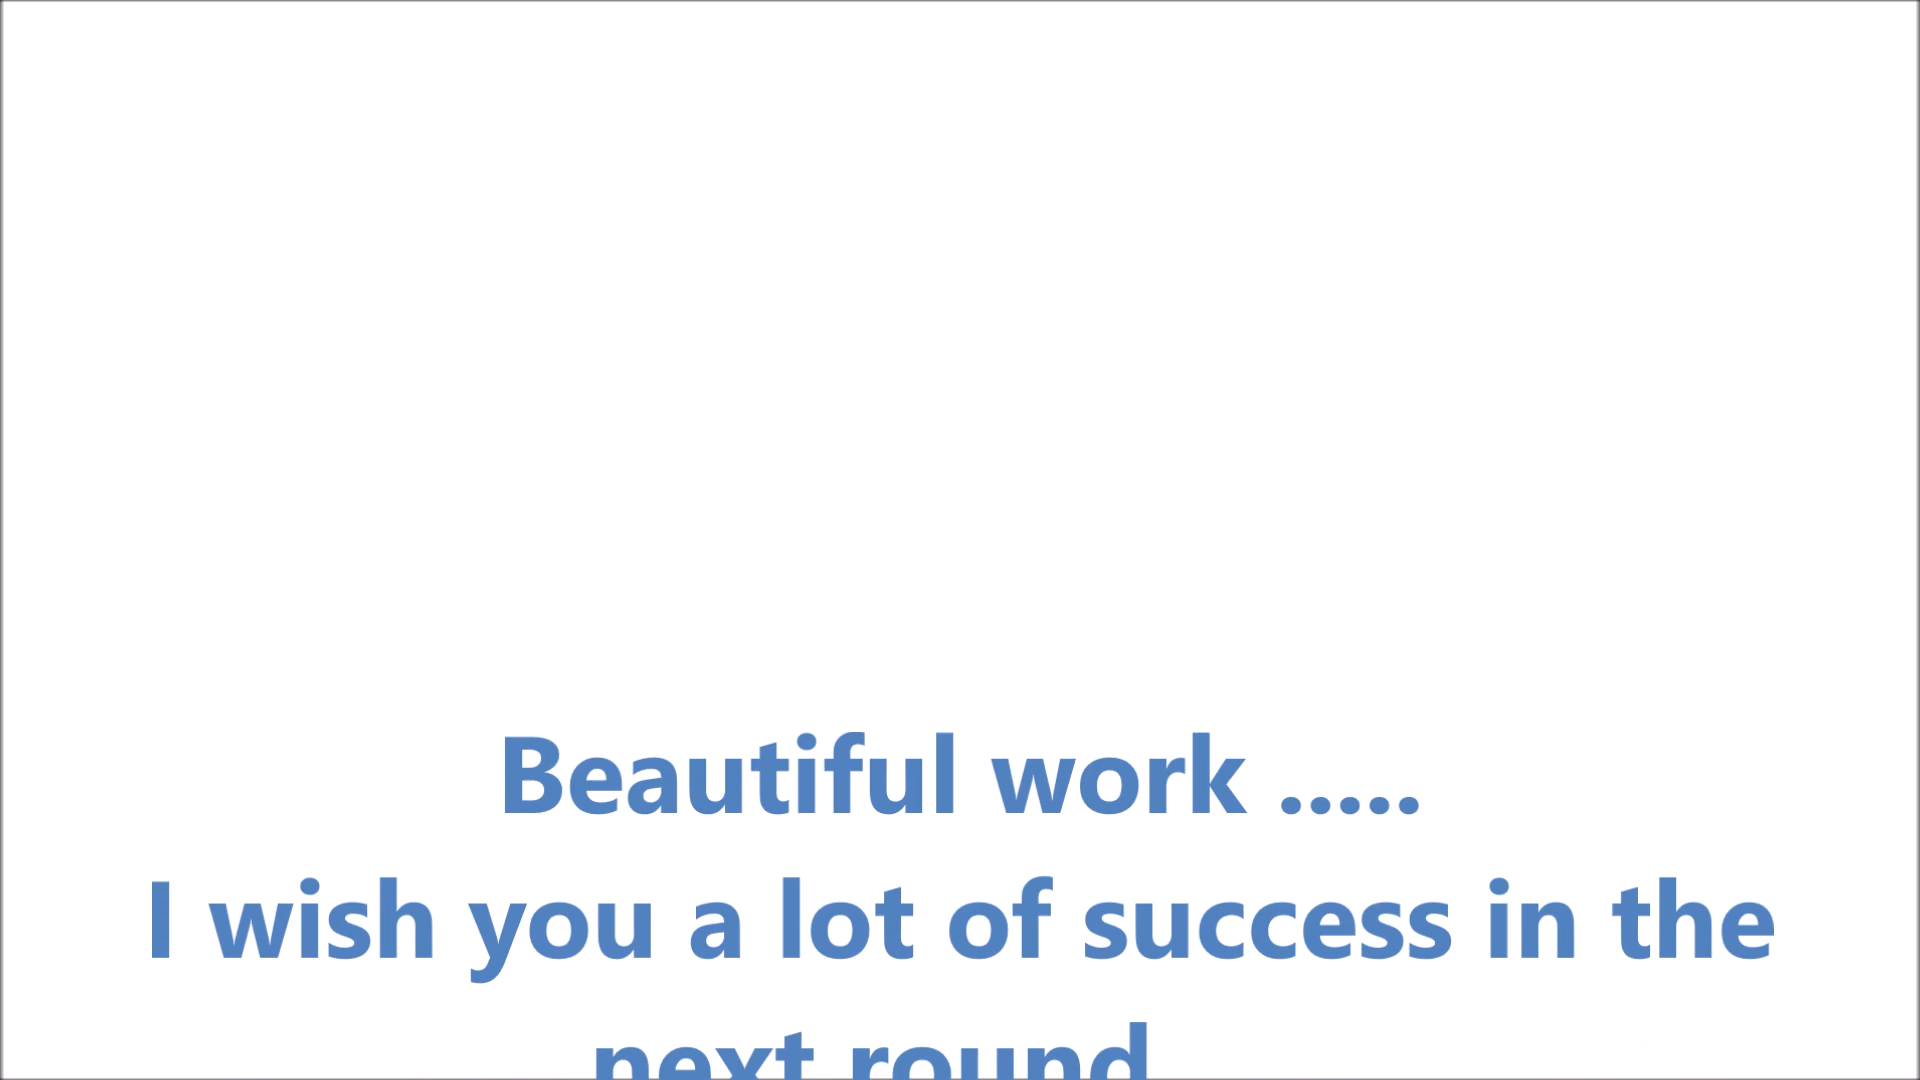 Beautiful work .....
I wish you a lot of success in the
next round